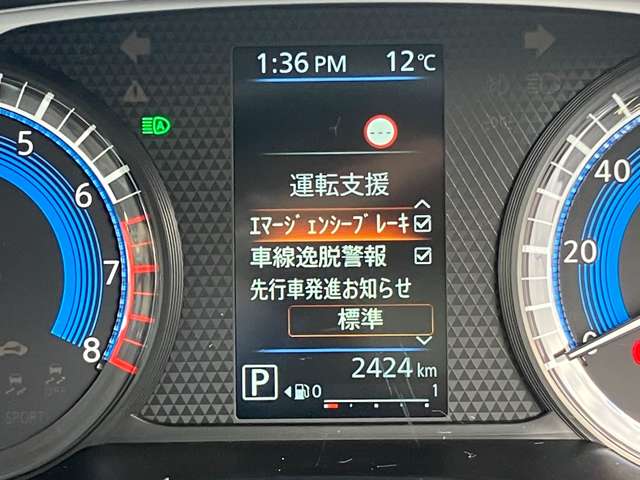 1:36 PM 12℃
---
運転支援
エマージェンシーブレーキ
車線逸脱警報
先行車発進お知らせ
標準
2424 km
P 0 1
5
6
7
8
A
SPORT
40
20
0